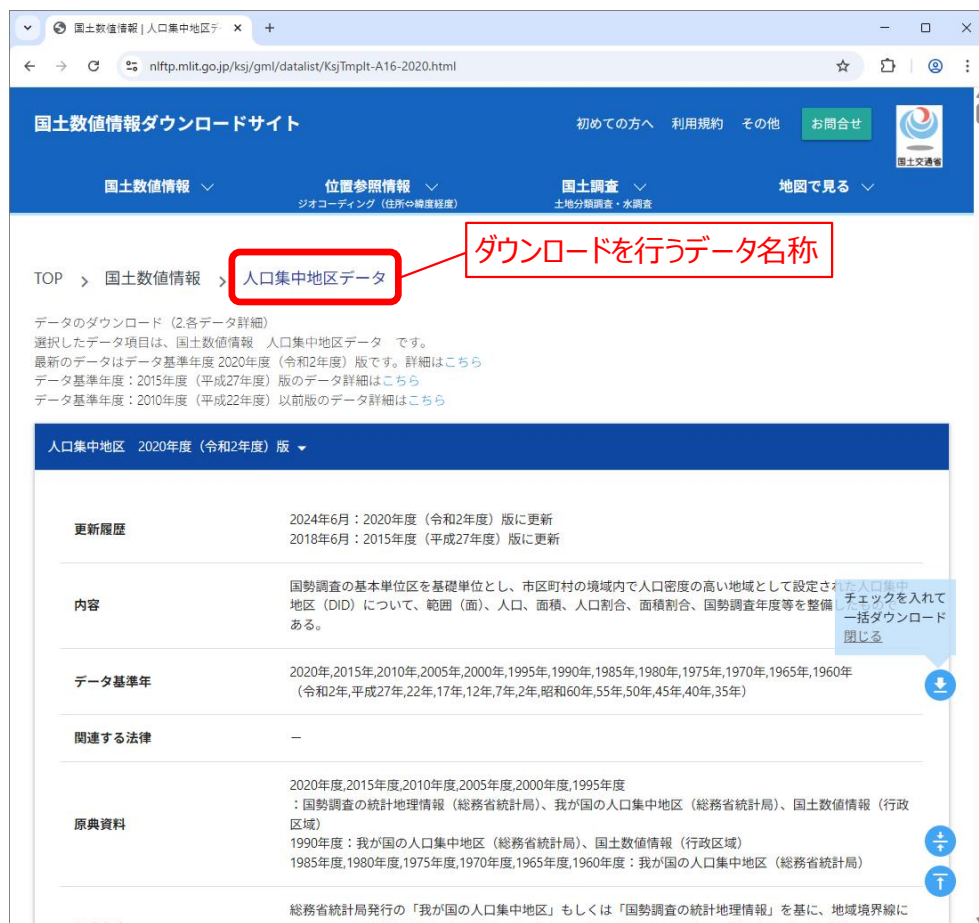 国土数値情報 | 人口集中地区デ
nlftp.mlit.go.jp/ksj/gml/datalist/KsjTmplt-A16-2020.html
国土数値情報ダウンロードサイト
初めての方へ 利用規約 その他 お問合せ
国土交通省
国土数値情報 位置参照情報 国土調査 地図で見る
ジオコーディング（住所⇔緯度経度） 土地分類調査・水調査
ダウンロードを行うデータ名称
TOP > 国土数値情報 > 人口集中地区データ
データのダウンロード（2.各データ詳細）
選択したデータ項目は、国土数値情報 人口集中地区データ です。
最新のデータはデータ基準年度 2020年度（令和2年度）版です。詳細はこちら
データ基準年度：2015年度（平成27年度）版のデータ詳細はこちら
データ基準年度：2010年度（平成22年度）以前版のデータ詳細はこちら
人口集中地区 2020年度（令和2年度）版
更新履歴
2024年6月：2020年度（令和2年度）版に更新
2018年6月：2015年度（平成27年度）版に更新
内容
国勢調査の基本単位区を基礎単位とし、市区町村の境域内で人口密度の高い地域として設定された人口集中
地区（DID）について、範囲（面）、人口、面積、人口割合、面積割合、国勢調査年度等を整備したもので
ある。
チェックを入れて
一括ダウンロード
閉じる
データ基準年
2020年,2015年,2010年,2005年,2000年,1995年,1990年,1985年,1980年,1975年,1970年,1965年,1960年
（令和2年,平成27年,22年,17年,12年,7年,2年,昭和60年,55年,50年,45年,40年,35年）
関連する法律
－
原典資料
2020年度,2015年度,2010年度,2005年度,2000年度,1995年度
：国勢調査の統計地理情報（総務省統計局）、我が国の人口集中地区（総務省統計局）、国土数値情報（行政
区域）
1990年度：我が国の人口集中地区（総務省統計局）、国土数値情報（行政区域）
1985年度,1980年度,1975年度,1970年度,1965年度,1960年度：我が国の人口集中地区（総務省統計局）
総務省統計局発行の「我が国の人口集中地区」もしくは「国勢調査の統計地理情報」を基に、地域境界線に